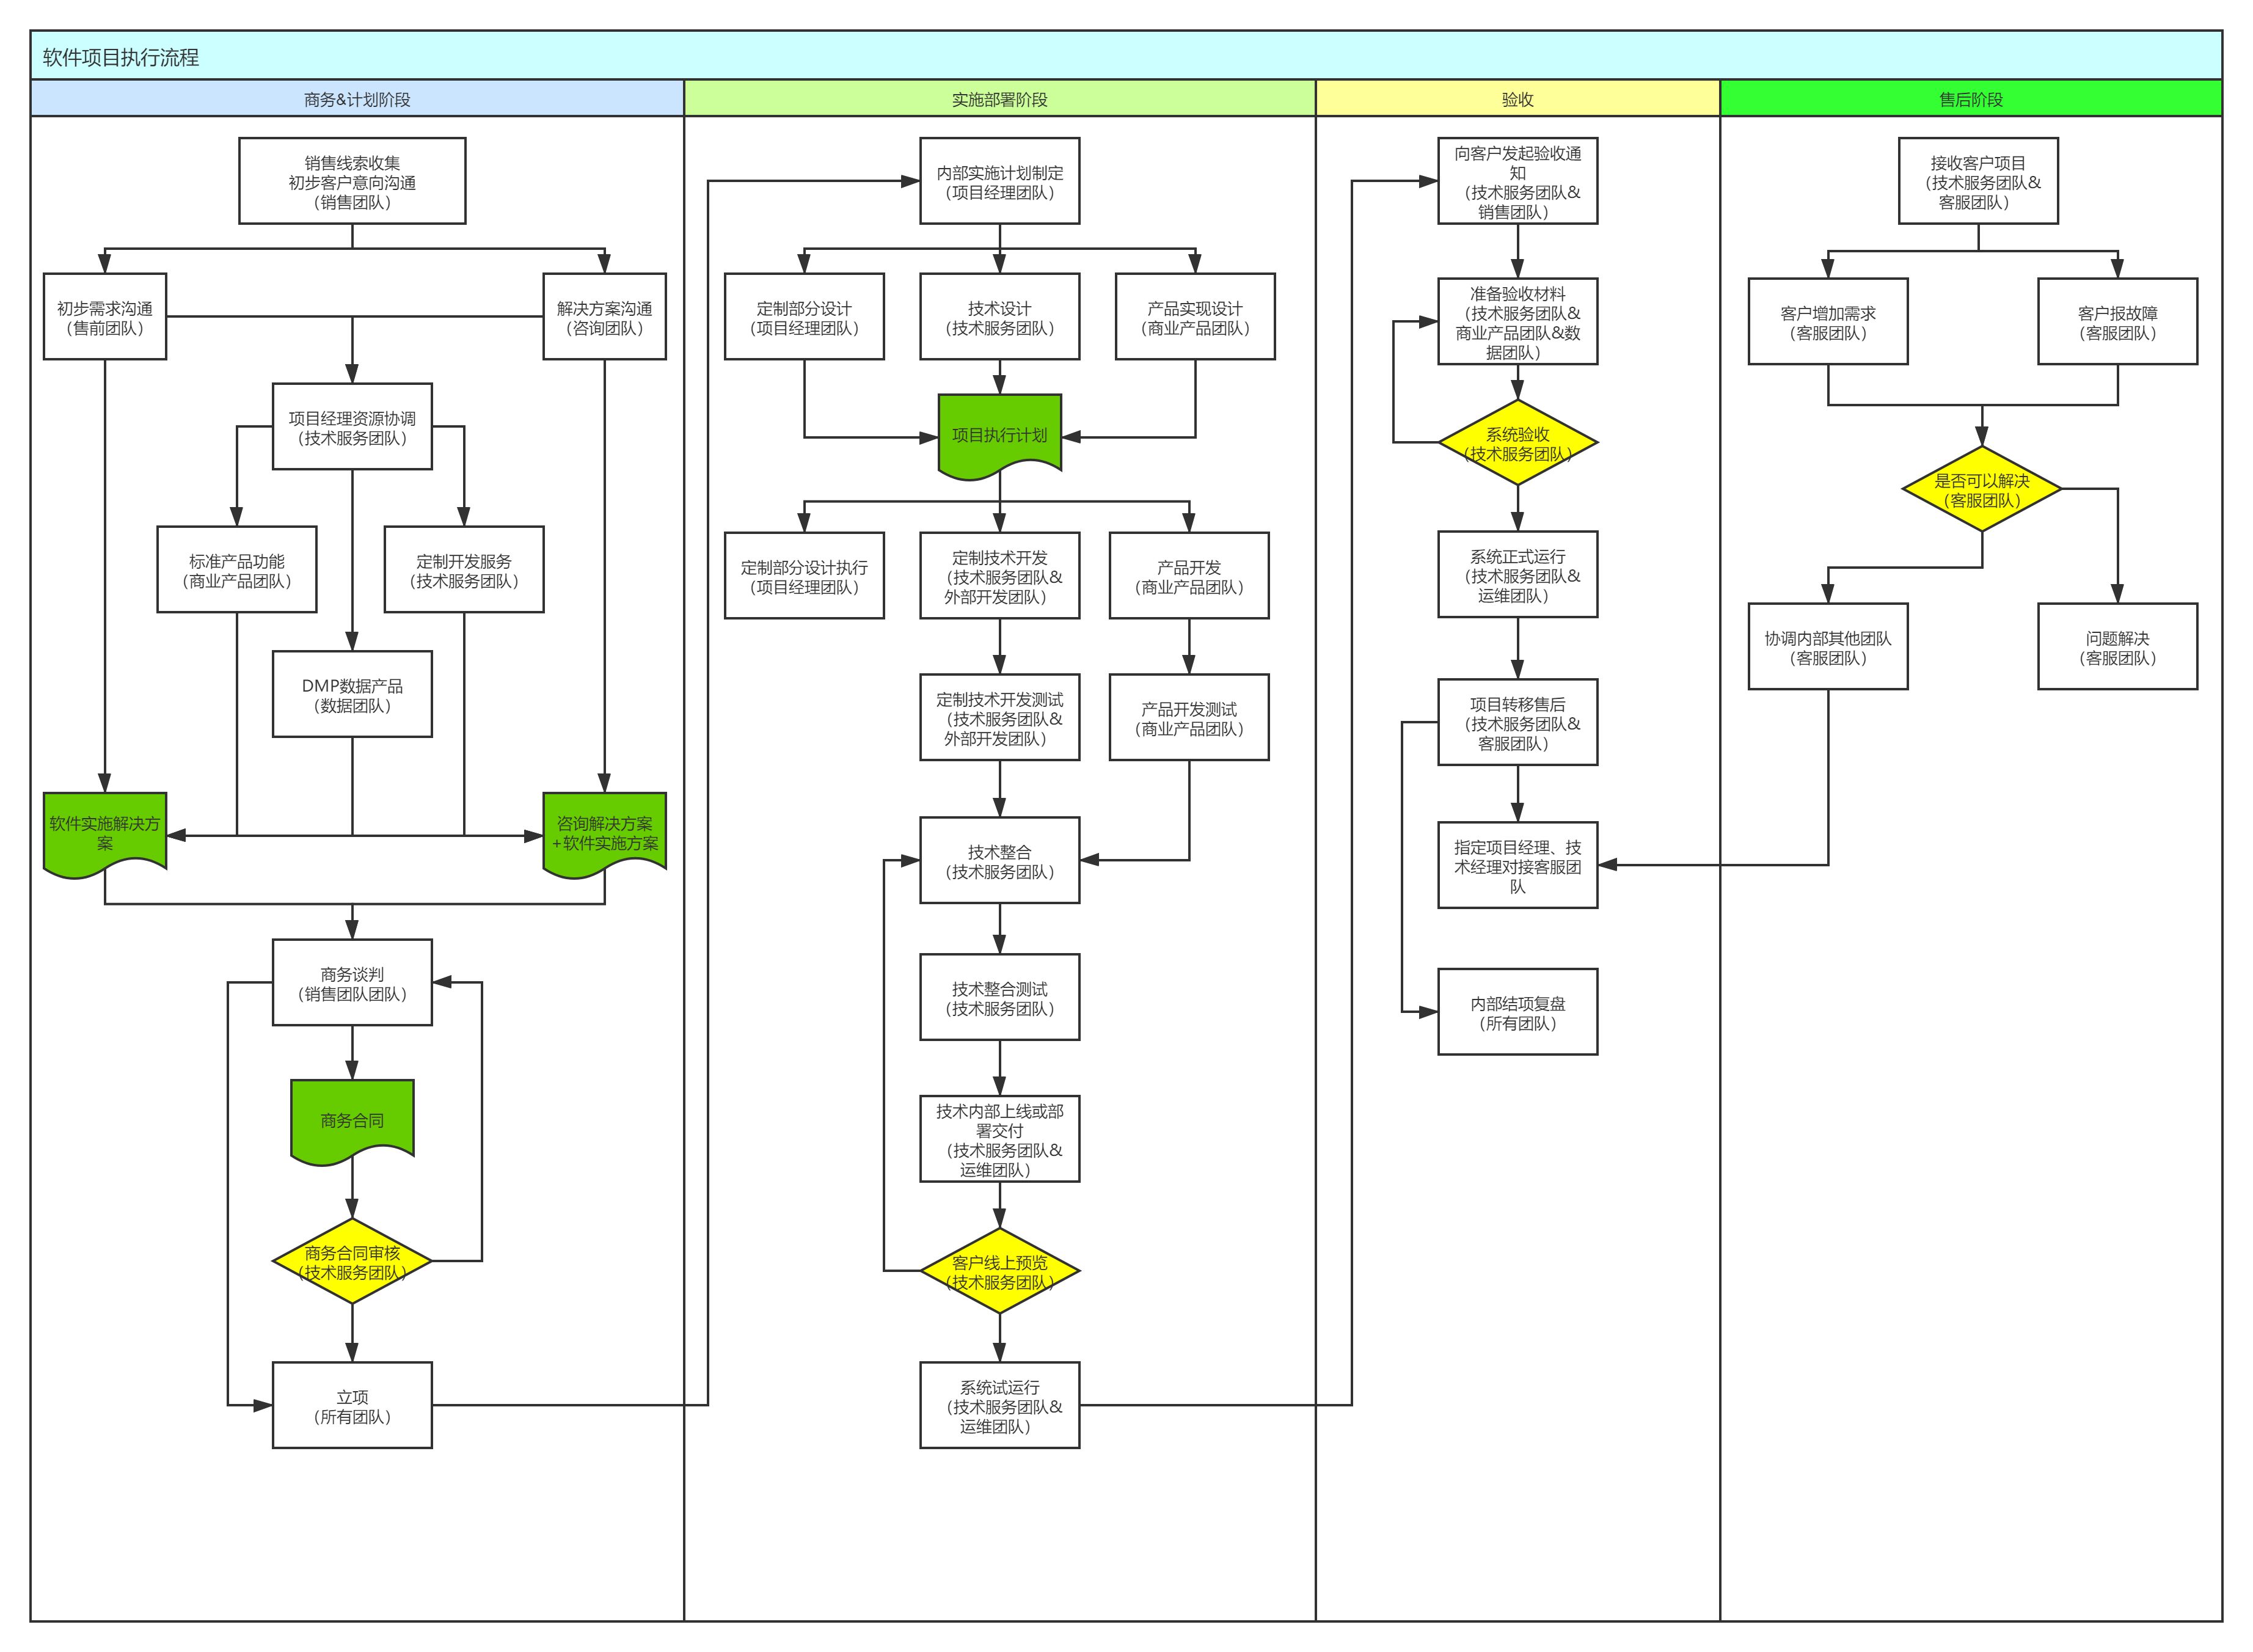 软件项目执行流程
商务&计划阶段
实施部署阶段
验收
售后阶段
销售线索收集
初步客户意向沟通
（销售团队）
初步需求沟通
（售前团队）
解决方案沟通
（咨询团队）
项目经理资源协调
（技术服务团队）
标准产品功能
（商业产品团队）
定制开发服务
（技术服务团队）
DMP数据产品
（数据团队）
软件实施解决方
案
咨询解决方案
+软件实施方案
商务谈判
（销售团队团队）
商务合同
商务合同审核
（技术服务团队）
立项
（所有团队）
内部实施计划制定
（项目经理团队）
定制部分设计
（项目经理团队）
技术设计
（技术服务团队）
产品实现设计
（商业产品团队）
项目执行计划
定制部分设计执行
（项目经理团队）
定制技术开发
（技术服务团队&
外部开发团队）
产品开发
（商业产品团队）
定制技术开发测试
（技术服务团队&
外部开发团队）
产品开发测试
（商业产品团队）
技术整合
（技术服务团队）
技术整合测试
（技术服务团队）
技术内部上线或部
署交付
（技术服务团队&
运维团队）
客户线上预览
（技术服务团队）
系统试运行
（技术服务团队&
运维团队）
向客户发起验收通
知
（技术服务团队&
销售团队）
准备验收材料
（技术服务团队&
商业产品团队&数
据团队）
系统验收
（技术服务团队）
系统正式运行
（技术服务团队&
运维团队）
项目转移售后
（技术服务团队&
客服团队）
指定项目经理、技
术经理对接客服团
队
内部结项复盘
（所有团队）
接收客户项目
（技术服务团队&
客服团队）
客户增加需求
（客服团队）
客户报故障
（客服团队）
是否可以解决
（客服团队）
协调内部其他团队
（客服团队）
问题解决
（客服团队）